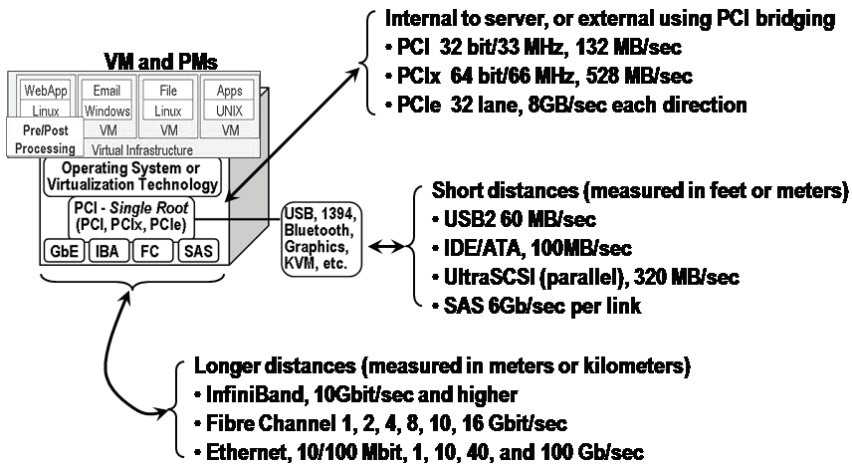 Internal to server, or external using PCI bridging
• PCI 32 bit/33 MHz, 132 MB/sec
• PCIx 64 bit/66 MHz, 528 MB/sec
• PCIe 32 lane, 8GB/sec each direction
VM and PMs
WebApp Email File Apps
Linux Windows Linux UNIX
Pre/Post VM VM VM
Processing Virtual Infrastructure
Operating System or
Virtualization Technology
PCI - Single Root
(PCI, PCIx, PCIe)
GbE IBA FC SAS
USB, 1394,
Bluetooth,
Graphics,
KVM, etc.
Short distances (measured in feet or meters)
• USB2 60 MB/sec
• IDE/ATA, 100MB/sec
• UltraSCSI (parallel), 320 MB/sec
• SAS 6Gb/sec per link
Longer distances (measured in meters or kilometers)
• InfiniBand, 10Gbit/sec and higher
• Fibre Channel 1, 2, 4, 8, 10, 16 Gbit/sec
• Ethernet, 10/100 Mbit, 1, 10, 40, and 100 Gb/sec